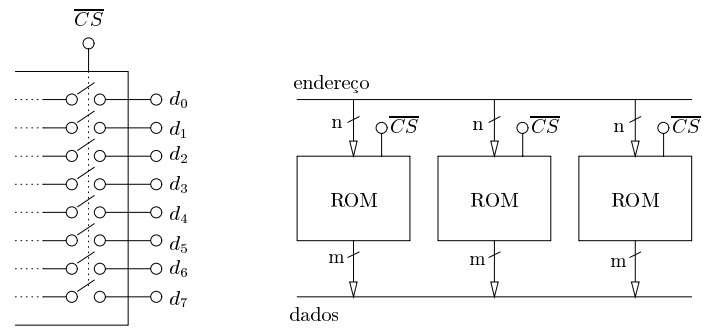 CS
d0
d1
d2
d3
d4
d5
d6
d7
endereço
n CS n CS n CS
ROM ROM ROM
m m m
dados